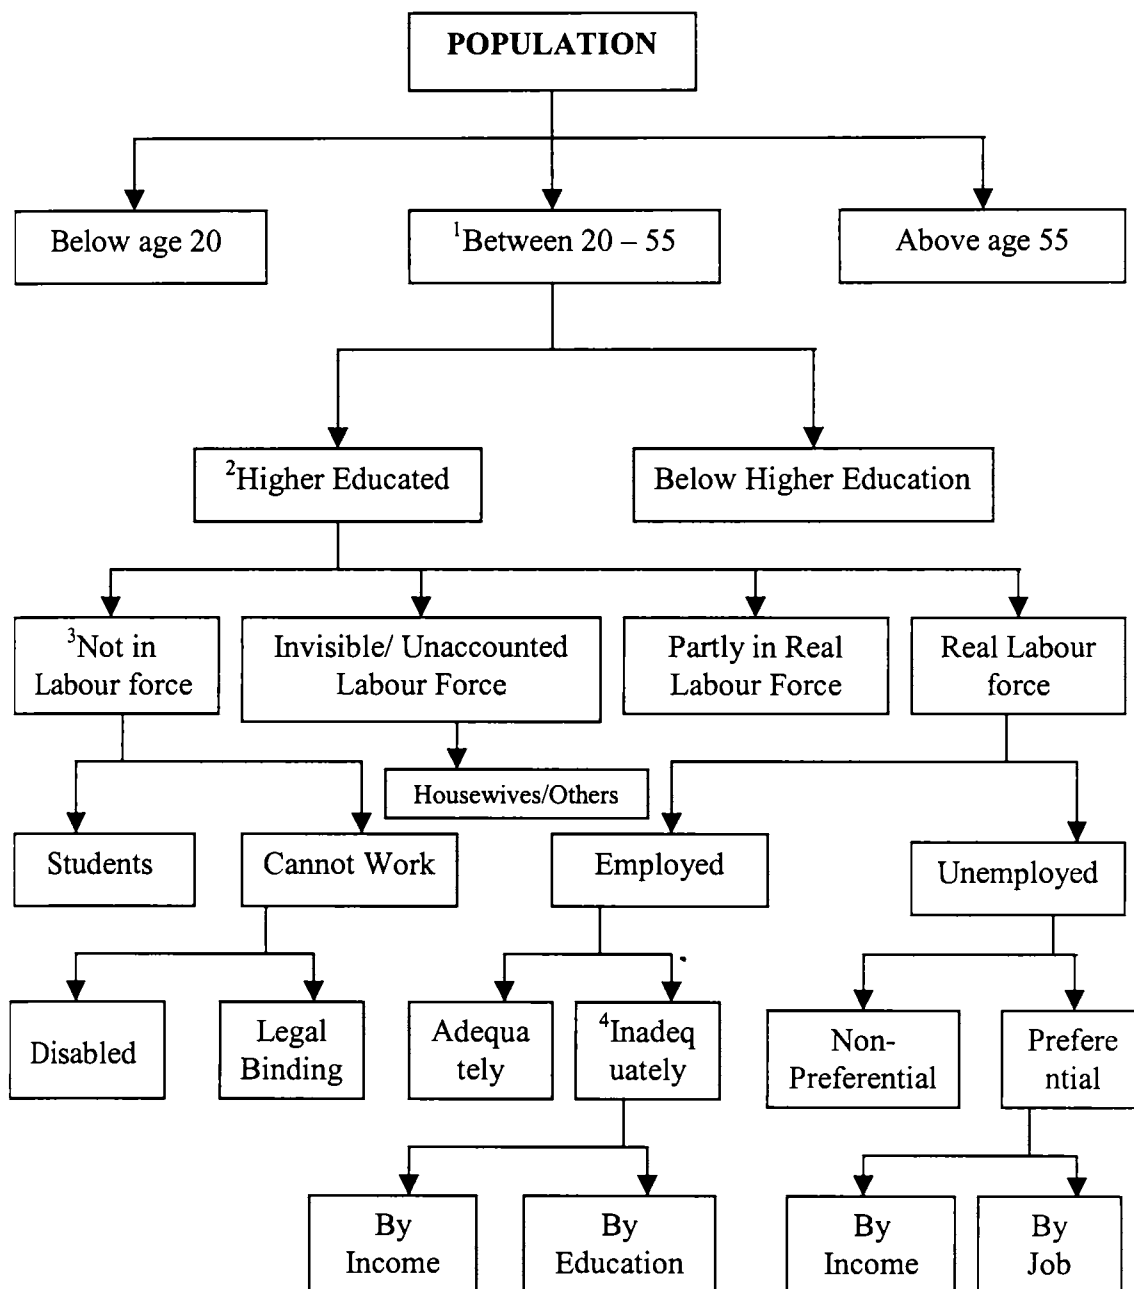 POPULATION
Below age 20
¹Between 20 – 55
Above age 55
²Higher Educated
Below Higher Education
³Not in
Labour force
Invisible/ Unaccounted
Labour Force
Partly in Real
Labour Force
Real Labour
force
Housewives/Others
Students
Cannot Work
Employed
Unemployed
Disabled
Legal
Binding
Adequa
tely
⁴Inadeq
uately
Non-
Preferential
Prefere
ntial
By
Income
By
Education
By
Income
By
Job